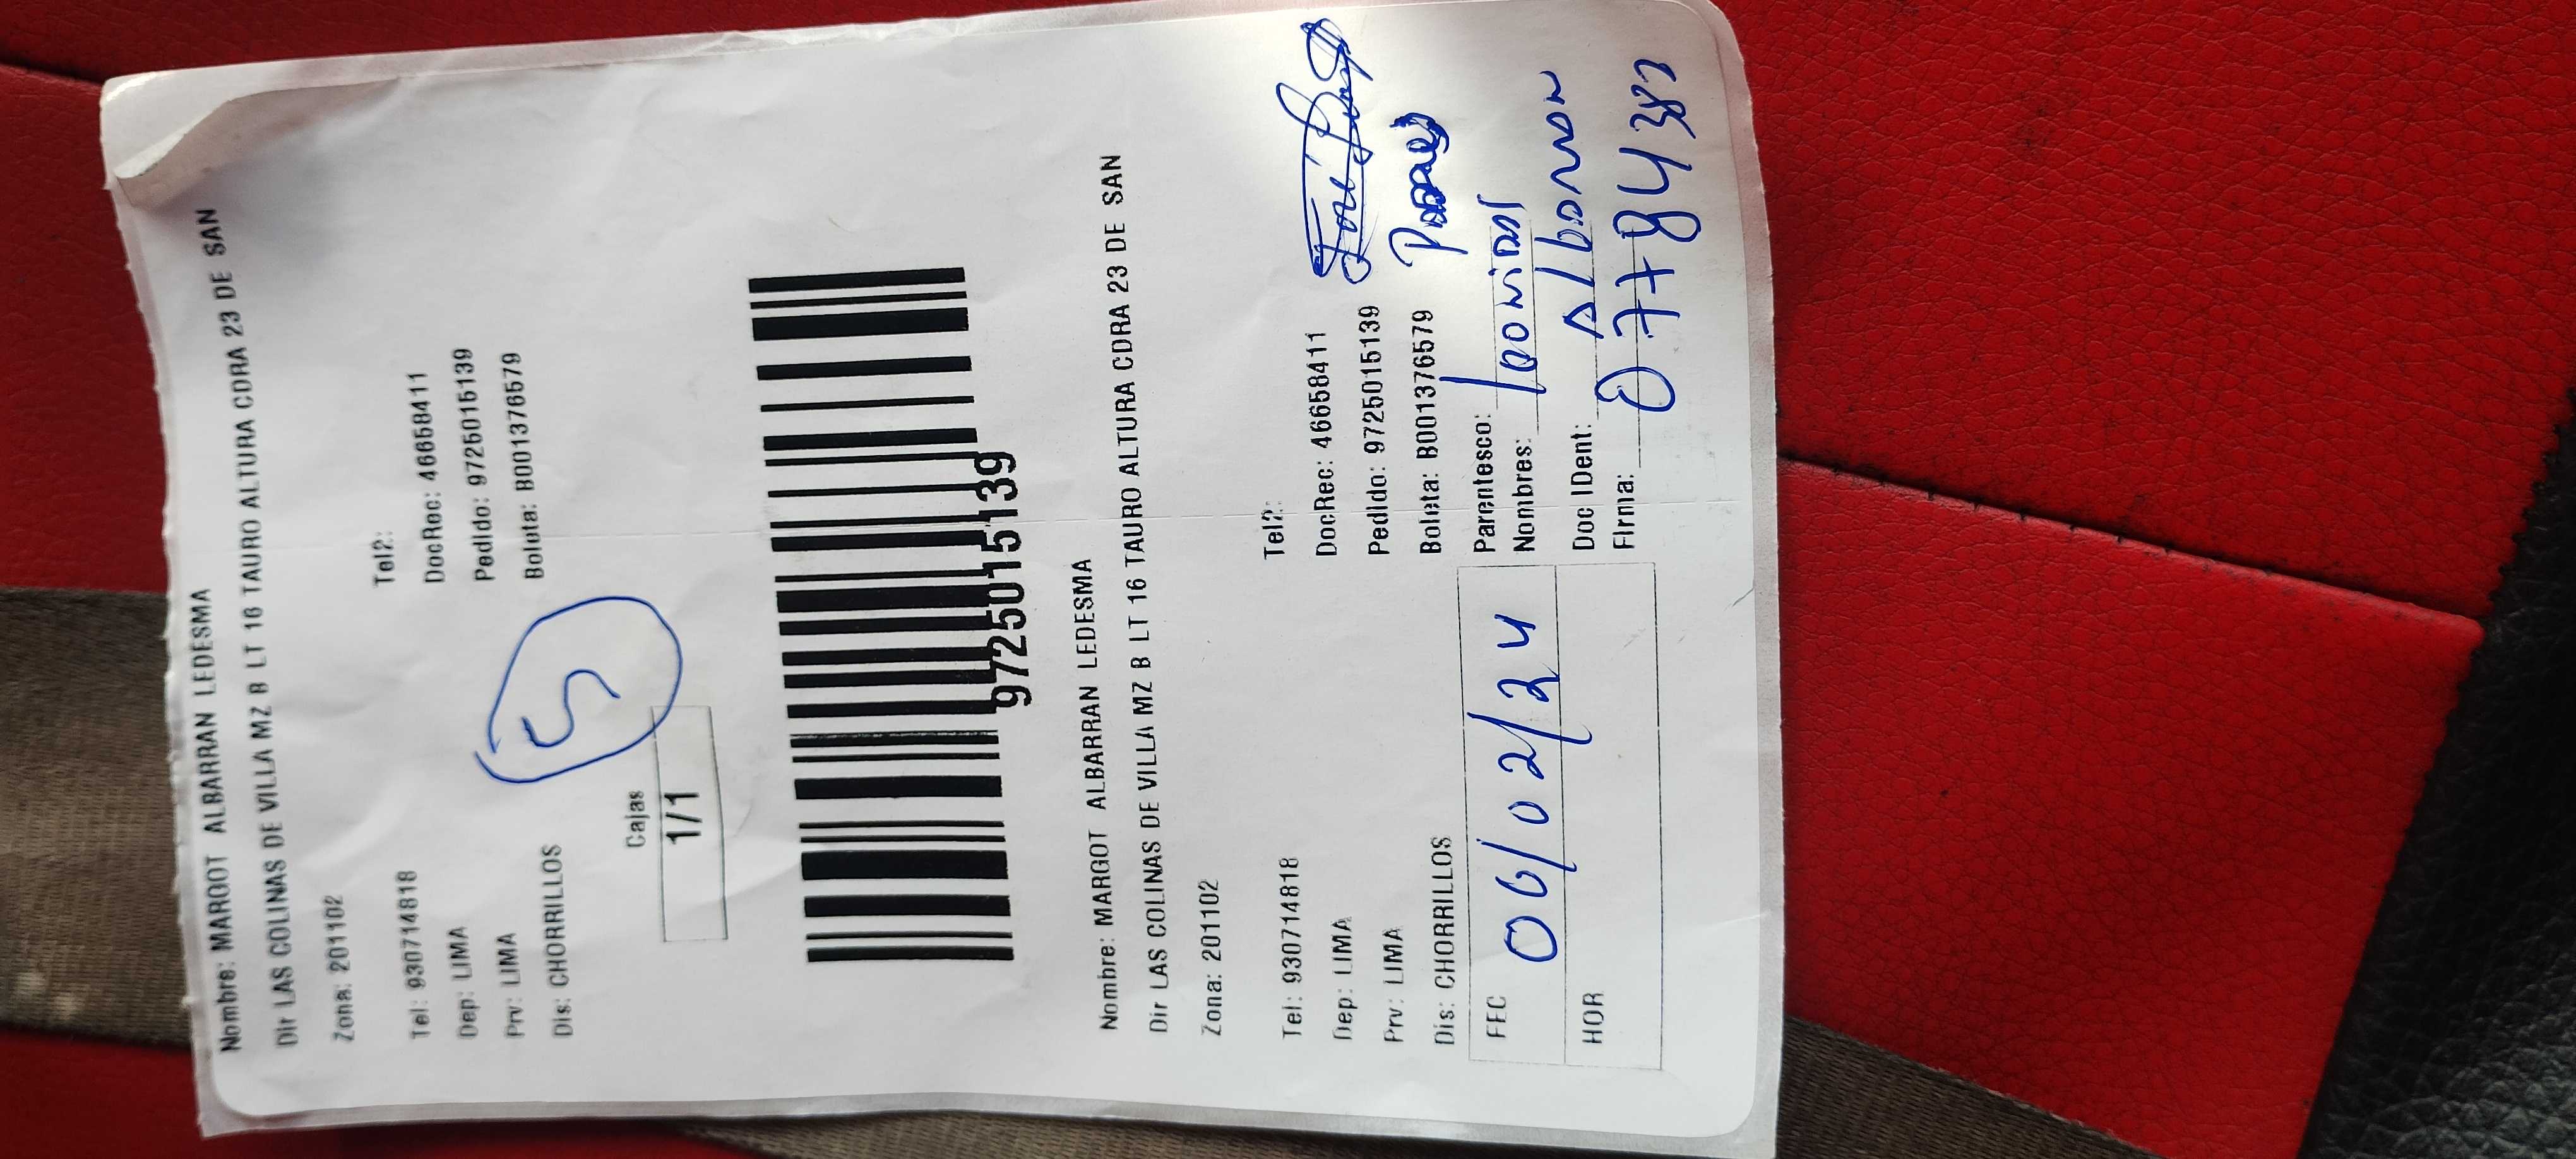 Nombre: MARGOT ALBARRAN LEDESMA
Dir LAS COLINAS DE VILLA MZ B LT 16 TAURO ALTURA CDRA 23 DE SAN
Zona: 201102
Tel: 930714818 Tel2:
Dep: LIMA DocRec: 46658411
Prv: LIMA Pedido: 9725015139
Dis: CHORRILLOS Boleta: B001376579
5
Cajas
1/1
9725015139
Nombre: MARGOT ALBARRAN LEDESMA
Dir LAS COLINAS DE VILLA MZ B LT 16 TAURO ALTURA CDRA 23 DE SAN
Zona: 201102
Tel: 930714818 Tel2:
Dep: LIMA DocRec: 46658411
Prv: LIMA Pedido: 9725015139
Dis: CHORRILLOS Boleta: B001376579
FEC 06/02/24 Parentesco:
Nombres:
HOR Doc IDent:
Firma: